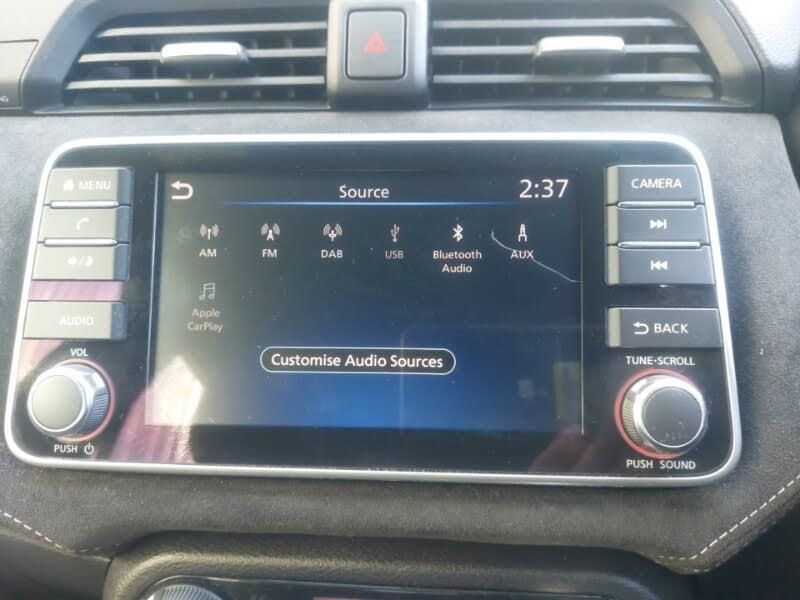 MENU
Source
2:37
CAMERA
AM
FM
DAB
USB
Bluetooth
Audio
AUX
Apple
CarPlay
AUDIO
BACK
Customise Audio Sources
VOL
TUNE•SCROLL
PUSH
PUSH SOUND